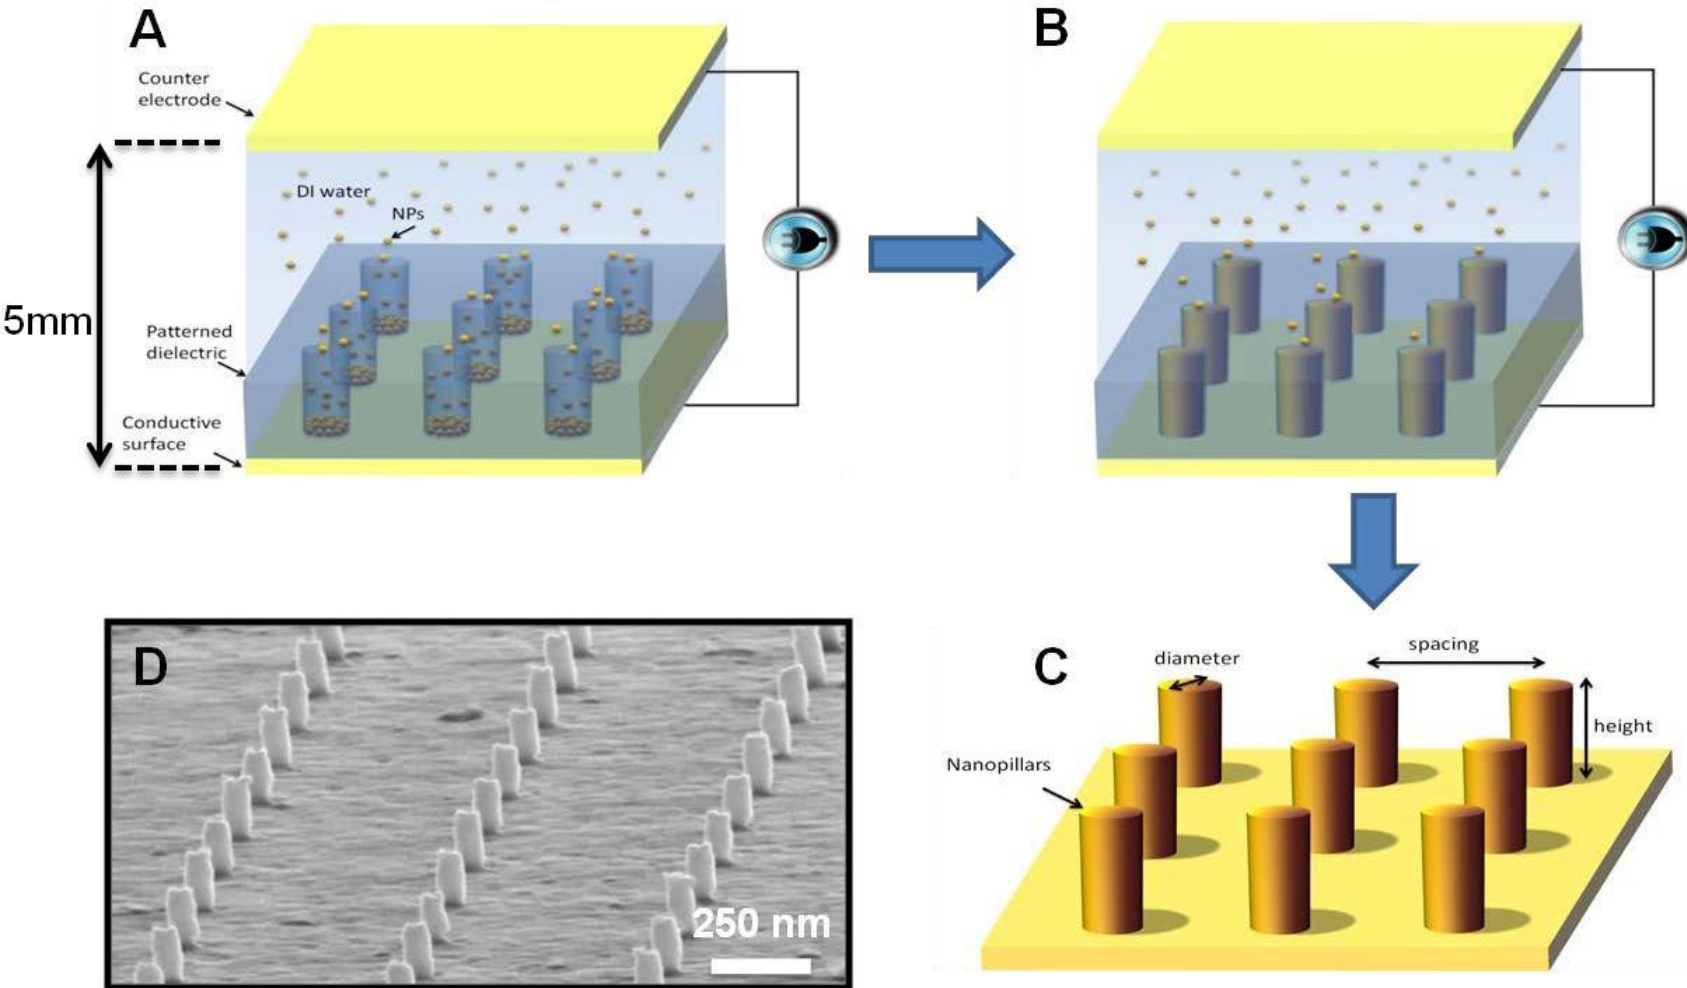 A
Counter
electrode
DI water
NPs
5mm
Patterned
dielectric
Conductive
surface
B
D
250 nm
C
diameter
spacing
height
Nanopillars